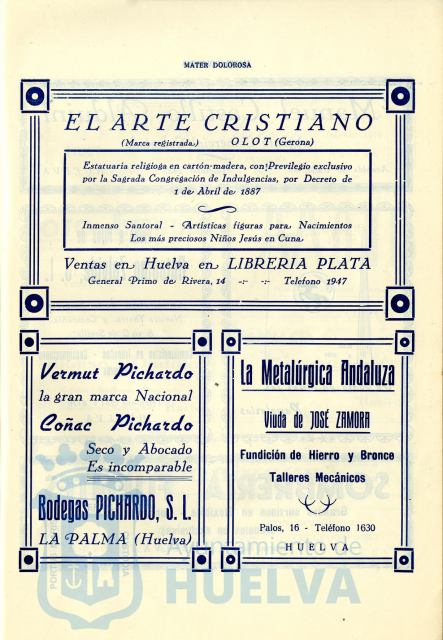 MATER DOLOROSA
EL ARTE CRISTIANO
(Marca registrada) OLOT (Gerona)
Estatuaria religioga en cartón-madera, con Previlegio exclusivo
por la Sagrada Congregación de Indulgencias, por Decreto de
1 de Abril de 1887
Inmenso Santoral - Artísticas figuras para Nacimientos
Los más preciosos Niños Jesús en Cuna
Ventas en Huelva en LIBRERIA PLATA
General Primo de Rivera, 14 -:- -:- Telefono 1947
Vermut Pichardo
la gran marca Nacional
Coñac Pichardo
Seco y Abocado
Es incomparable
Bodegas PICHARDO, S. L.
LA PALMA (Huelva)
La Metalúrgica Andaluza
Viuda de JOSÉ ZAMORA
Fundición de Hierro y Bronce
Talleres Mecánicos
Palos, 16 - Teléfono 1630
HUELVA
Ayuntamiento de
HUELVA